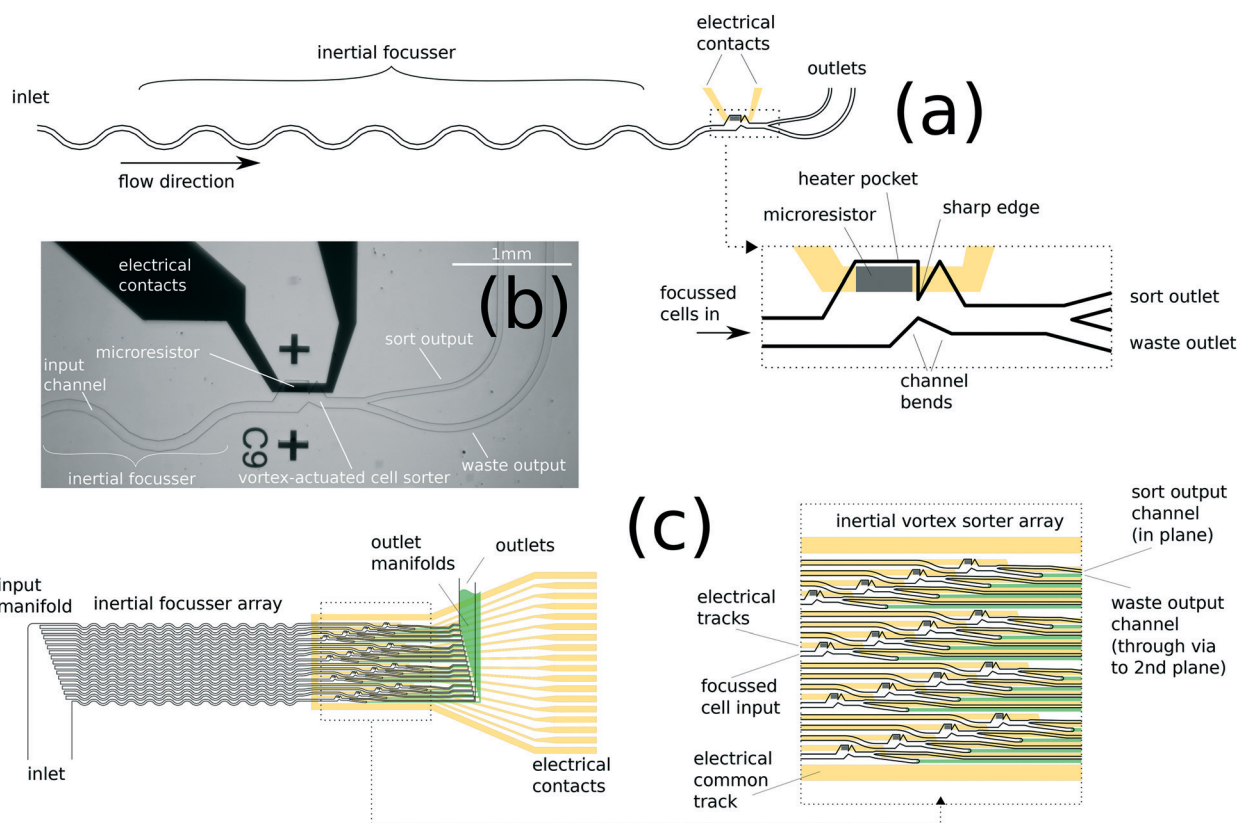 electrical
contacts
inertial focusser
outlets
inlet
(a)
flow direction
heater pocket
microresistor
sharp edge
focussed
cells in
sort outlet
waste outlet
channel
bends
1mm
electrical
contacts
(b)
sort output
microresistor
input
channel
C9
waste output
inertial focusser
vortex-actuated cell sorter
(c)
outlet
manifolds
outlets
input
manifold
inertial focusser array
inlet
electrical
contacts
inertial vortex sorter array
sort output
channel
(in plane)
electrical
tracks
waste output
channel
(through via
to 2nd plane)
focussed
cell input
electrical
common
track